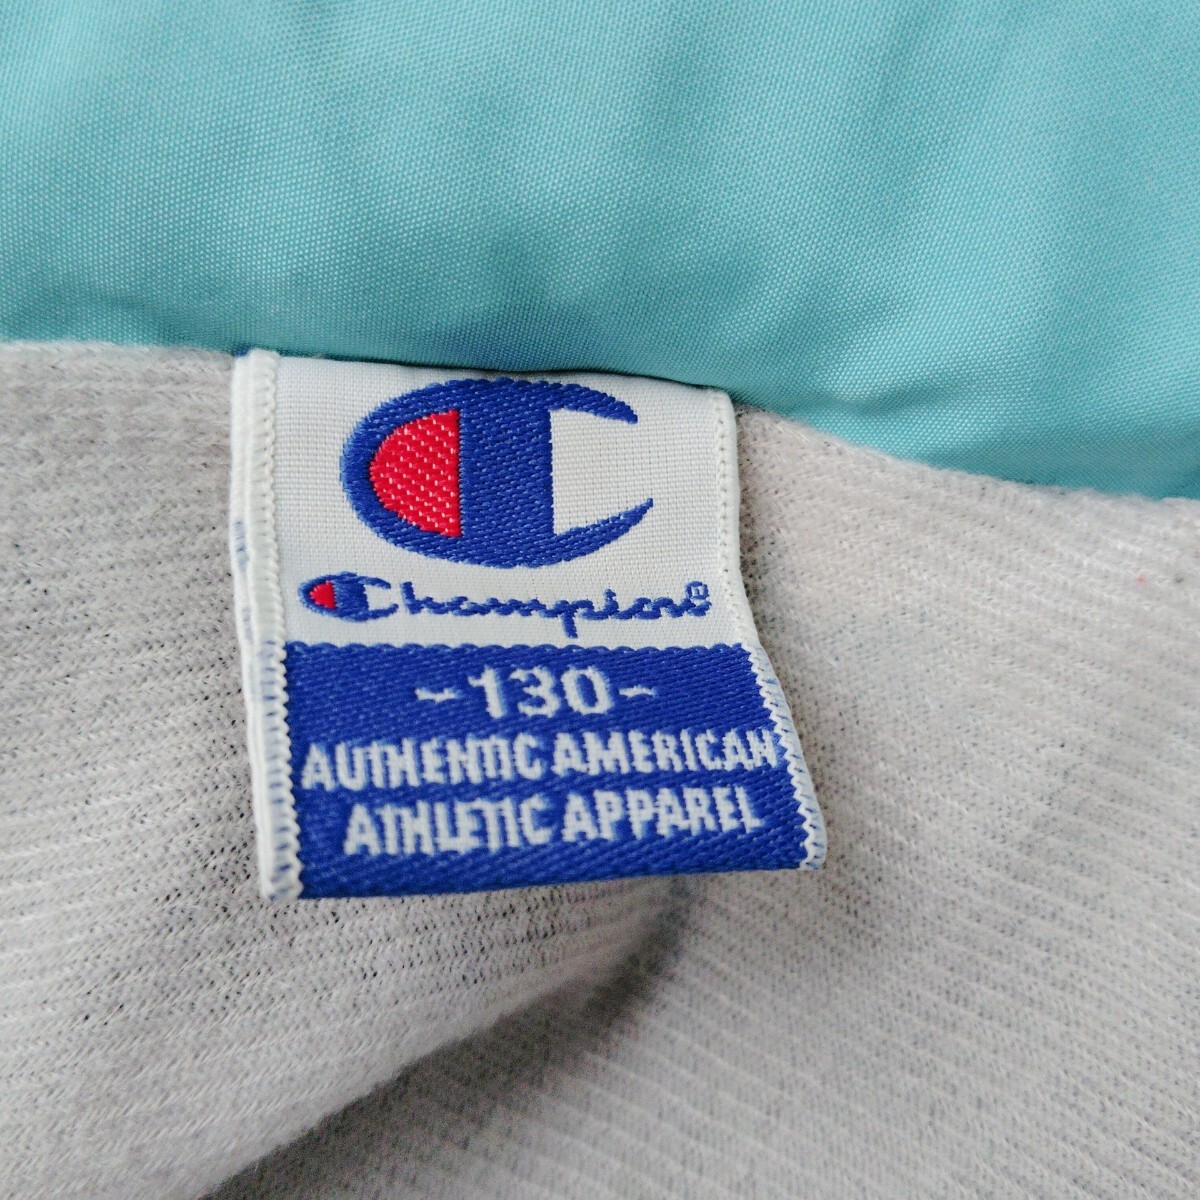 Champion®
~130~
AUTHENTIC AMERICAN
ATHLETIC APPAREL